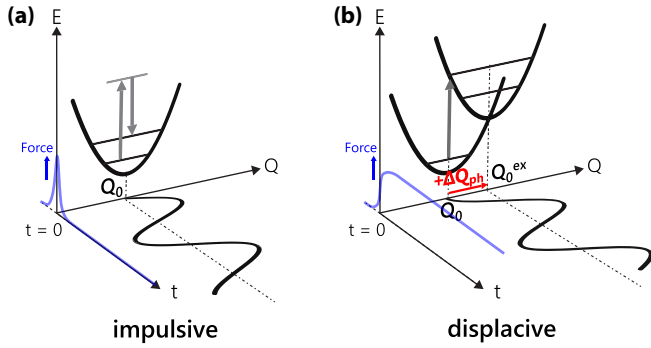 (a)
E
Force
Q
Q₀
t = 0
t
impulsive
(b)
E
Force
Q
Q₀ᵉˣ
+ΔQₚₕ
Q₀
t = 0
t
displacive